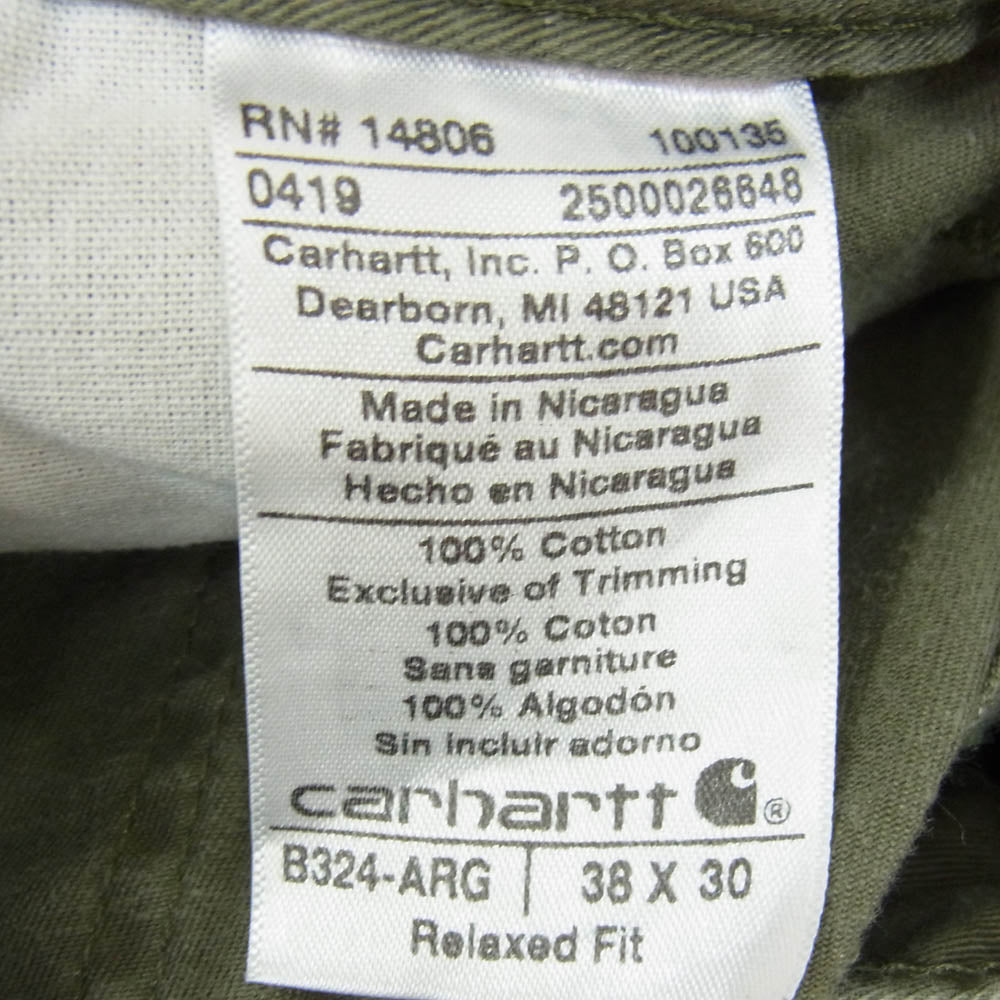 RN# 14806 100135
0419 2500026648
Carhartt, Inc. P. O. Box 600
Dearborn, MI 48121 USA
Carhartt.com
Made in Nicaragua
Fabriqué au Nicaragua
Hecho en Nicaragua
100% Cotton
Exclusive of Trimming
100% Coton
Sans garniture
100% Algodón
Sin incluir adorno
carhartt ®
B324-ARG | 38 X 30
Relaxed Fit